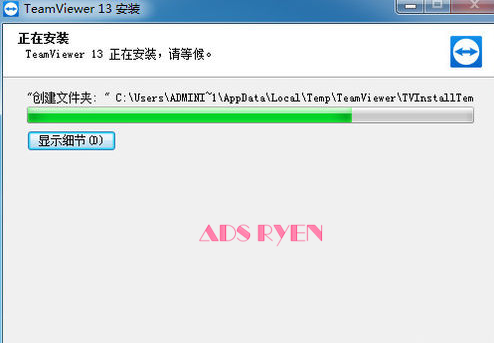 TeamViewer 13 安装
正在安装
TeamViewer 13 正在安装，请等候。
"创建文件夹: " C:\Users\ADMINI~1\AppData\Local\Temp\TeamViewer\TVInstallTem
显示细节(D)
ADS RYEN